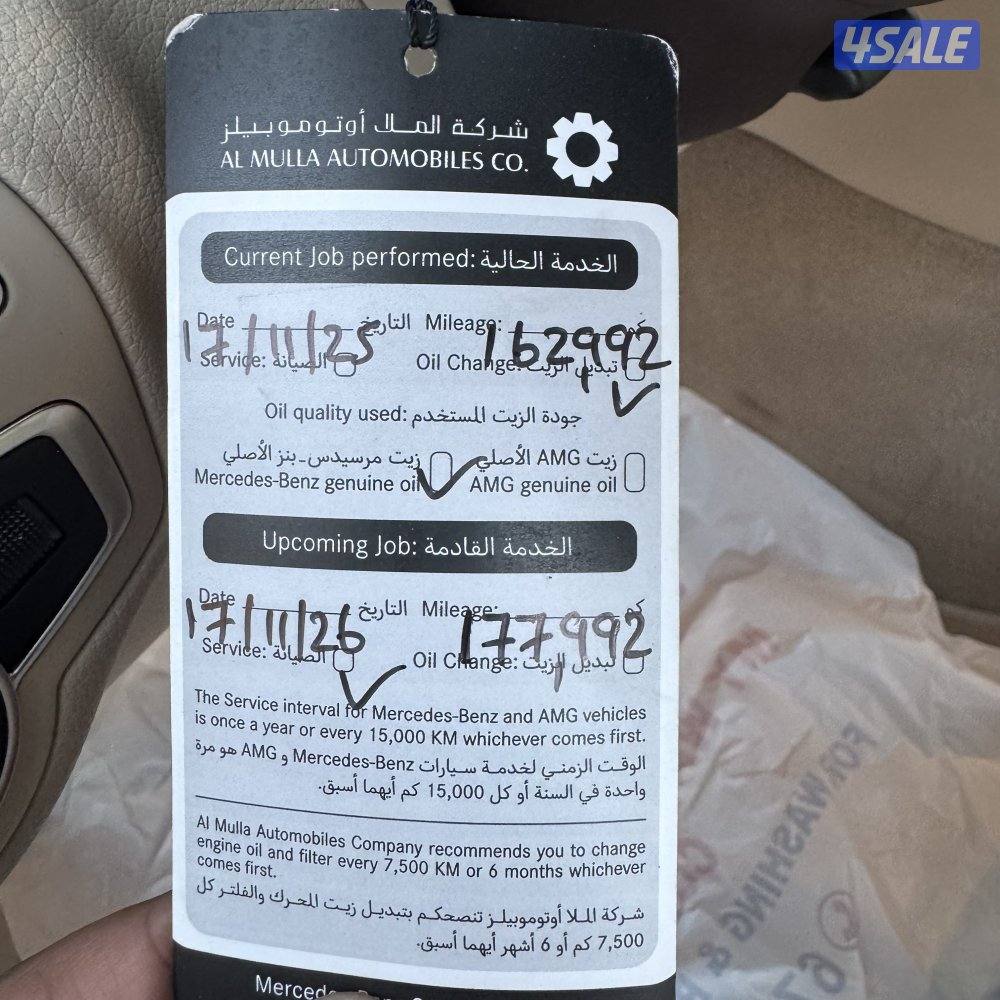 4SALE
شركة الملا أوتوموبيلز
AL MULLA AUTOMOBILES CO.
Current Job performed: الخدمة الحالية
Date التاريخ Mileage: كم
17/11/25 162,992
Service: الصيانة Oil Change: تبديل الزيت
Oil quality used: جودة الزيت المستخدم
زيت مرسيدس-بنز الأصلي زيت AMG الأصلي
Mercedes-Benz genuine oil AMG genuine oil
Upcoming Job: الخدمة القادمة
Date التاريخ Mileage: كم
17/11/26 177,992
Service: الصيانة Oil Change: تبديل الزيت
The Service interval for Mercedes-Benz and AMG vehicles
is once a year or every 15,000 KM whichever comes first.
الوقت الزمني لخدمة سيارات Mercedes-Benz و AMG هو مرة
واحدة في السنة أو كل 15,000 كم أيهما أسبق.
Al Mulla Automobiles Company recommends you to change
engine oil and filter every 7,500 KM or 6 months whichever
comes first.
شركة الملا أوتوموبيلز تنصحكم بتبديل زيت المحرك والفلتر كل
7,500 كم أو 6 أشهر أيهما أسبق.
FOR WASHING &